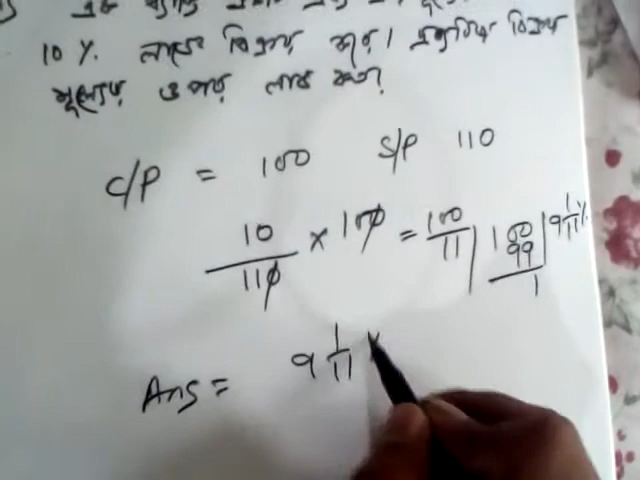 এক
10 %. লাভে বিক্রয় করে। প্রকৃতপক্ষে বিক্রয়
মূল্যের ওপর লাভ কত?
C/P = 100 S/P 110
10/110 × 100 = 100/11 | 100 | 9 1/11 %
99
1
Ans = 9 1/11